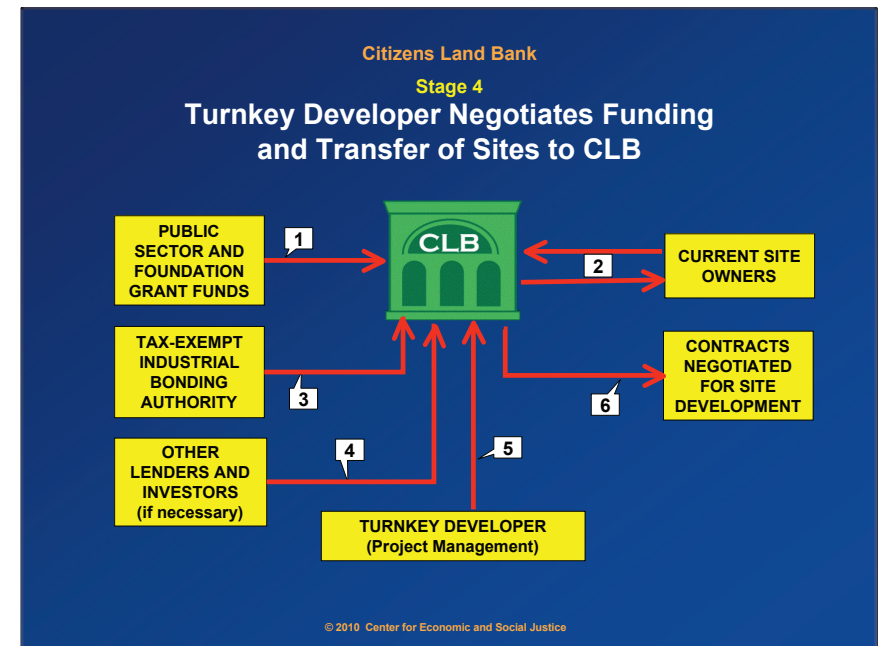 Citizens Land Bank
Stage 4
Turnkey Developer Negotiates Funding
and Transfer of Sites to CLB
PUBLIC
SECTOR AND
FOUNDATION
GRANT FUNDS
1
CLB
2
CURRENT SITE
OWNERS
TAX-EXEMPT
INDUSTRIAL
BONDING
AUTHORITY
3
CONTRACTS
NEGOTIATED
FOR SITE
DEVELOPMENT
6
OTHER
LENDERS AND
INVESTORS
(if necessary)
4
5
TURNKEY DEVELOPER
(Project Management)
© 2010 Center for Economic and Social Justice